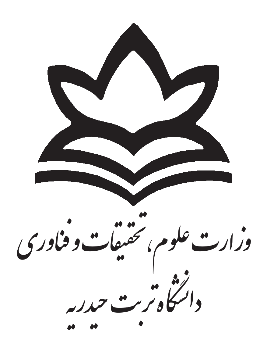 وزارت علوم، تحقیقات و فناوری
دانشگاه تربت حیدریه